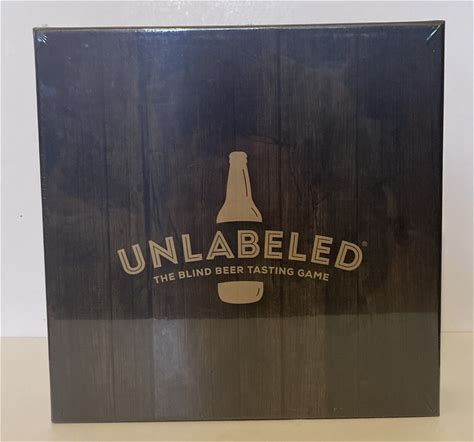 UNLABELED®
THE BLIND BEER TASTING GAME